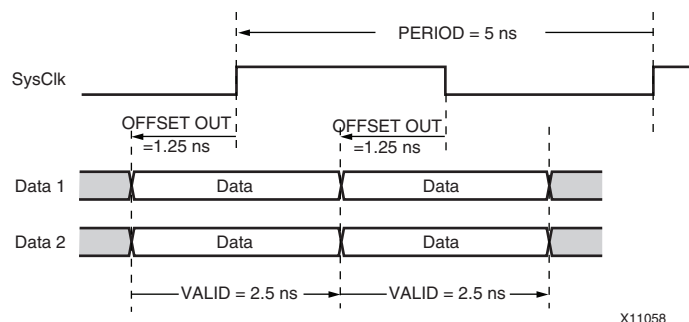 PERIOD = 5 ns
SysClk
OFFSET OUT
=1.25 ns
OFFSET OUT
=1.25 ns
Data 1
Data
Data
Data 2
Data
Data
VALID = 2.5 ns
VALID = 2.5 ns
X11058